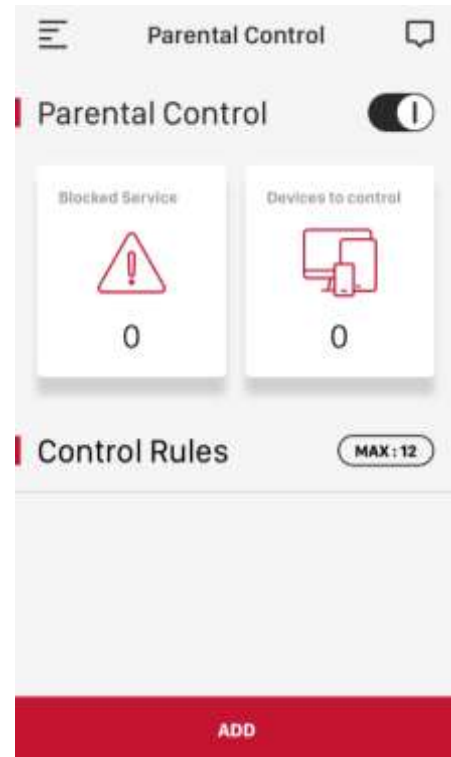 Parental Control
Parental Control
Blocked Service
Devices to control
0
0
Control Rules
MAX : 12
ADD